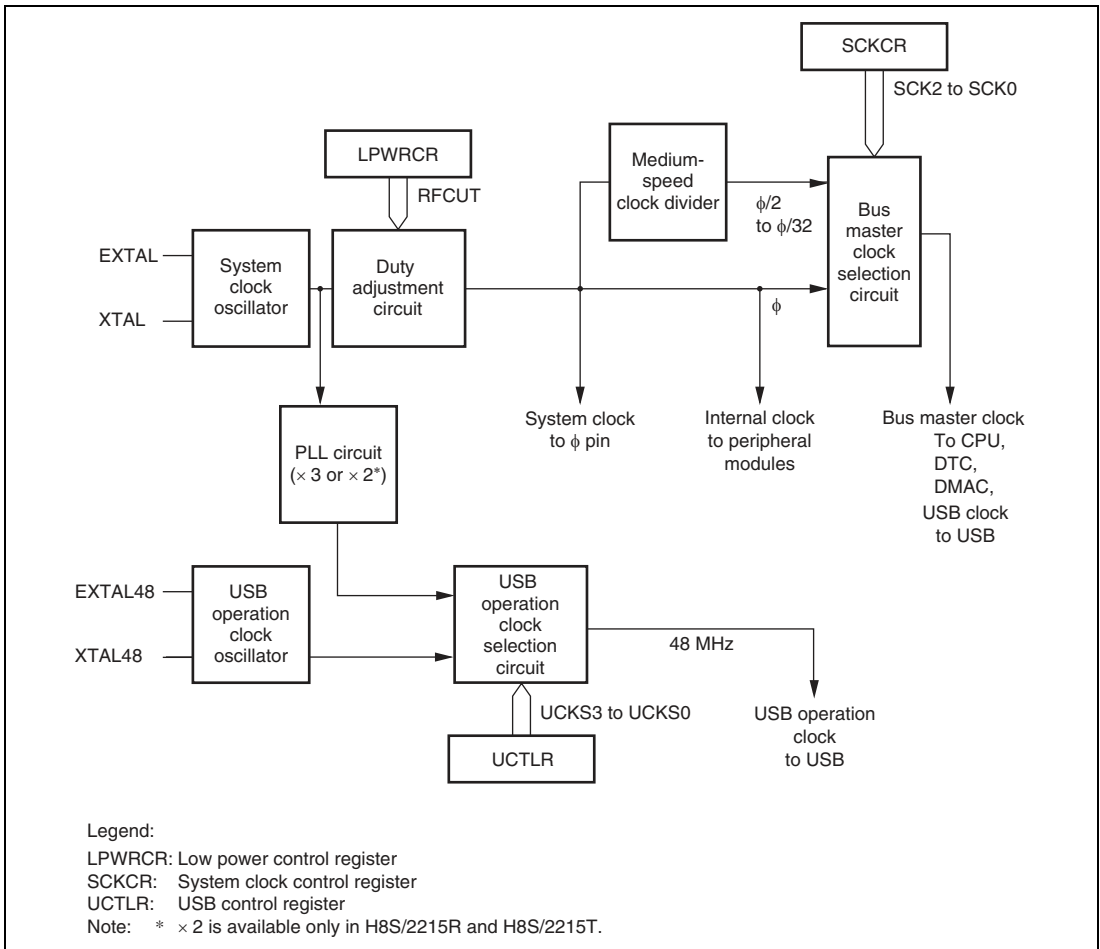 SCKCR
SCK2 to SCK0
LPWRCR
RFCUT
Medium-
speed
clock divider
ϕ/2
to ϕ/32
Bus
master
clock
selection
circuit
EXTAL
XTAL
System
clock
oscillator
Duty
adjustment
circuit
ϕ
System clock
to ϕ pin
Internal clock
to peripheral
modules
Bus master clock
To CPU,
DTC,
DMAC,
USB clock
to USB
PLL circuit
(× 3 or × 2*)
EXTAL48
XTAL48
USB
operation
clock
oscillator
USB
operation
clock
selection
circuit
48 MHz
UCKS3 to UCKS0
UCTLR
USB operation
clock
to USB
Legend:
LPWRCR: Low power control register
SCKCR: System clock control register
UCTLR: USB control register
Note: * × 2 is available only in H8S/2215R and H8S/2215T.